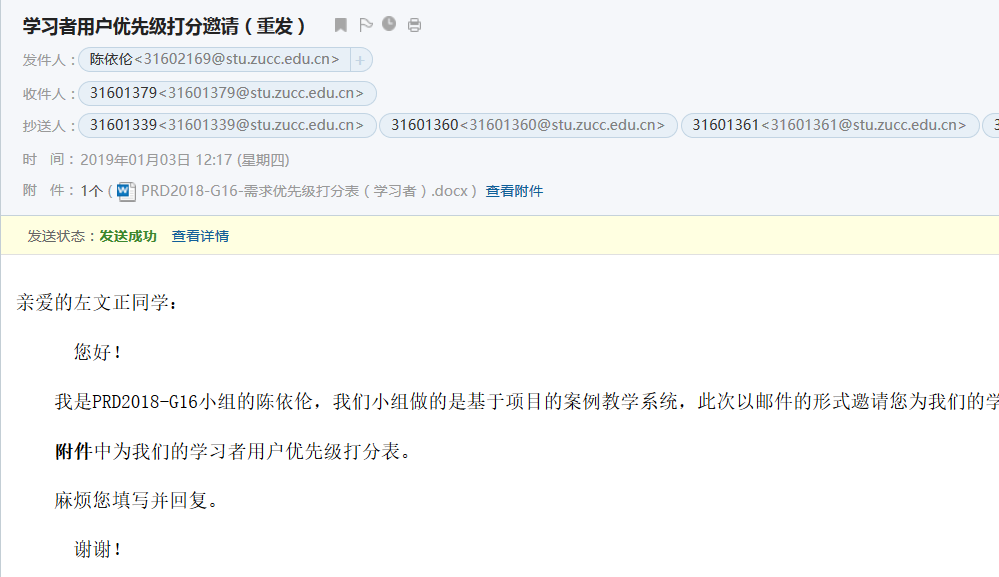 学习者用户优先级打分邀请（重发）
发件人：陈依伦<31602169@stu.zucc.edu.cn> +
收件人：31601379<31601379@stu.zucc.edu.cn>
抄送人：31601339<31601339@stu.zucc.edu.cn> 31601360<31601360@stu.zucc.edu.cn> 31601361<31601361@stu.zucc.edu.cn>
时 间：2019年01月03日 12:17 (星期四)
附 件：1个 ( PRD2018-G16-需求优先级打分表（学习者）.docx ) 查看附件
发送状态：发送成功 查看详情
亲爱的左文正同学：
您好！
我是PRD2018-G16小组的陈依伦，我们小组做的是基于项目的案例教学系统，此次以邮件的形式邀请您为我们的学
附件中为我们的学习者用户优先级打分表。
麻烦您填写并回复。
谢谢！